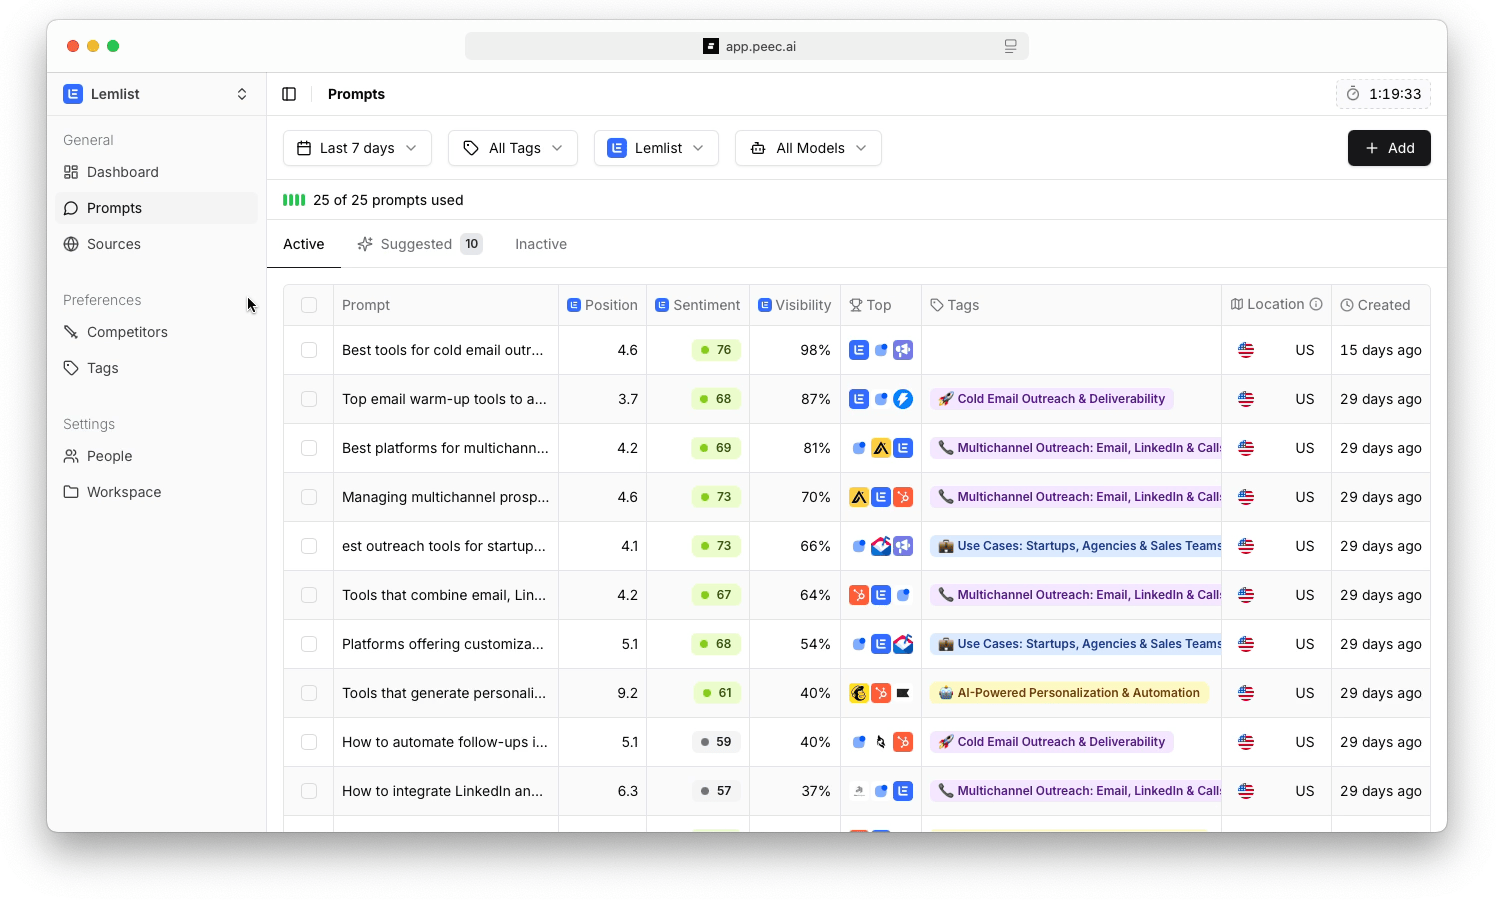 app.peec.ai
Lemlist
Prompts
1:19:33
General
Dashboard
Prompts
Sources
Preferences
Competitors
Tags
Settings
People
Workspace
Last 7 days
All Tags
Lemlist
All Models
Add
25 of 25 prompts used
Active
Suggested 10
Inactive
Prompt Position Sentiment Visibility Top Tags Location Created
Best tools for cold email outr... 4.6 76 98% US 15 days ago
Top email warm-up tools to a... 3.7 68 87% Cold Email Outreach & Deliverability US 29 days ago
Best platforms for multichann... 4.2 69 81% Multichannel Outreach: Email, LinkedIn & Calls US 29 days ago
Managing multichannel prosp... 4.6 73 70% Multichannel Outreach: Email, LinkedIn & Calls US 29 days ago
est outreach tools for startup... 4.1 73 66% Use Cases: Startups, Agencies & Sales Teams US 29 days ago
Tools that combine email, Lin... 4.2 67 64% Multichannel Outreach: Email, LinkedIn & Calls US 29 days ago
Platforms offering customiza... 5.1 68 54% Use Cases: Startups, Agencies & Sales Teams US 29 days ago
Tools that generate personali... 9.2 61 40% AI-Powered Personalization & Automation US 29 days ago
How to automate follow-ups i... 5.1 59 40% Cold Email Outreach & Deliverability US 29 days ago
How to integrate LinkedIn an... 6.3 57 37% Multichannel Outreach: Email, LinkedIn & Calls US 29 days ago